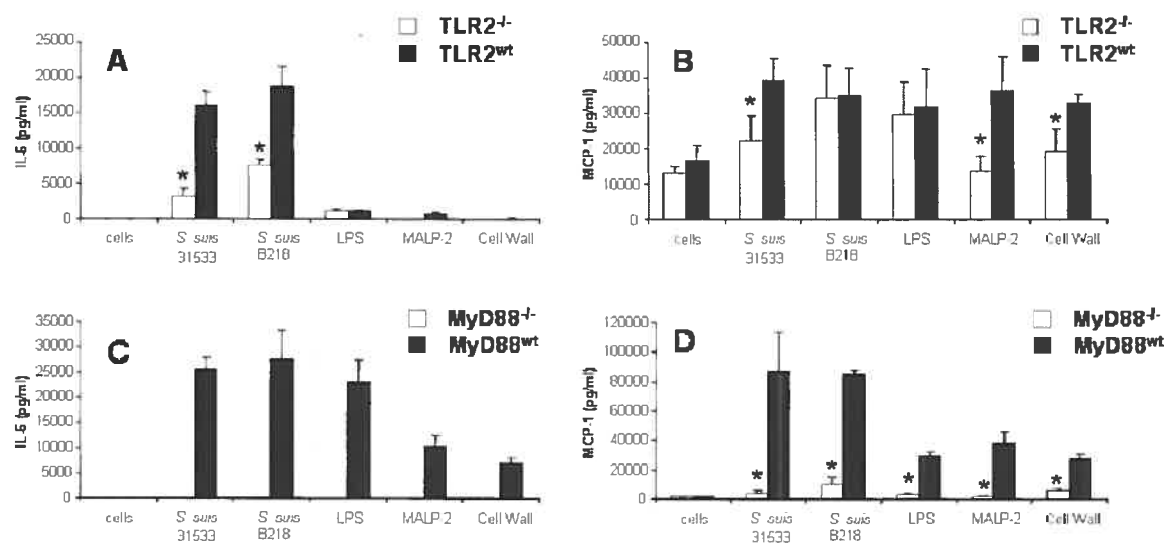 A
TLR2-/-
TLR2wt
IL-6 (pg/ml)
25000
20000
15000
10000
5000
0
*
*
cells
S suis
31533
S suis
B218
LPS
MALP-2
Cell Wall
B
TLR2-/-
TLR2wt
MCP-1 (pg/ml)
50000
40000
30000
20000
10000
0
*
*
*
cells
S suis
31533
S suis
B218
LPS
MALP-2
Cell Wall
C
MyD88-/-
MyD88wt
IL-6 (pg/ml)
35000
30000
25000
20000
15000
10000
5000
0
cells
S suis
31533
S suis
B218
LPS
MALP-2
Cell Wall
D
MyD88-/-
MyD88wt
MCP-1 (pg/ml)
120000
100000
80000
60000
40000
20000
0
*
*
*
*
*
cells
S suis
31533
S suis
B218
LPS
MALP-2
Cell Wall